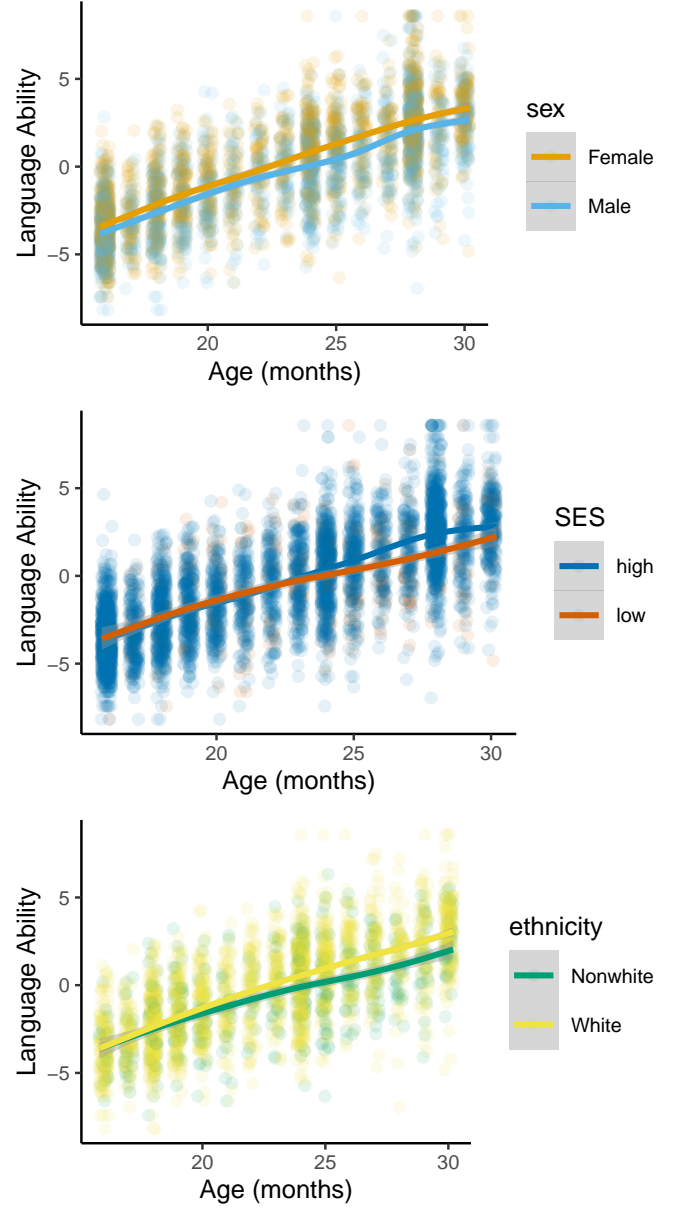 Language Ability
5
0
−5
20
25
30
Age (months)
sex
Female
Male
Language Ability
5
0
−5
20
25
30
Age (months)
SES
high
low
Language Ability
5
0
−5
20
25
30
Age (months)
ethnicity
Nonwhite
White